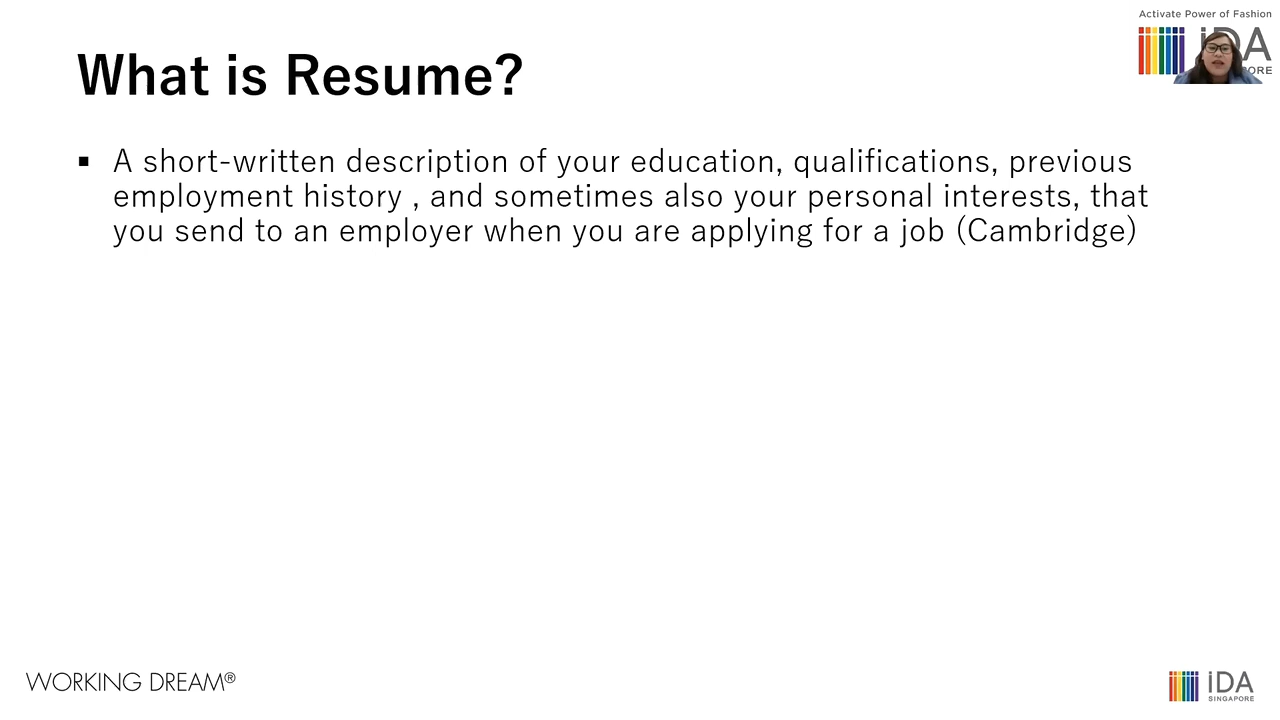 Activate Power of Fashion
What is Resume?
▪ A short-written description of your education, qualifications, previous
employment history , and sometimes also your personal interests, that
you send to an employer when you are applying for a job (Cambridge)
WORKING DREAM®
iDA
SINGAPORE